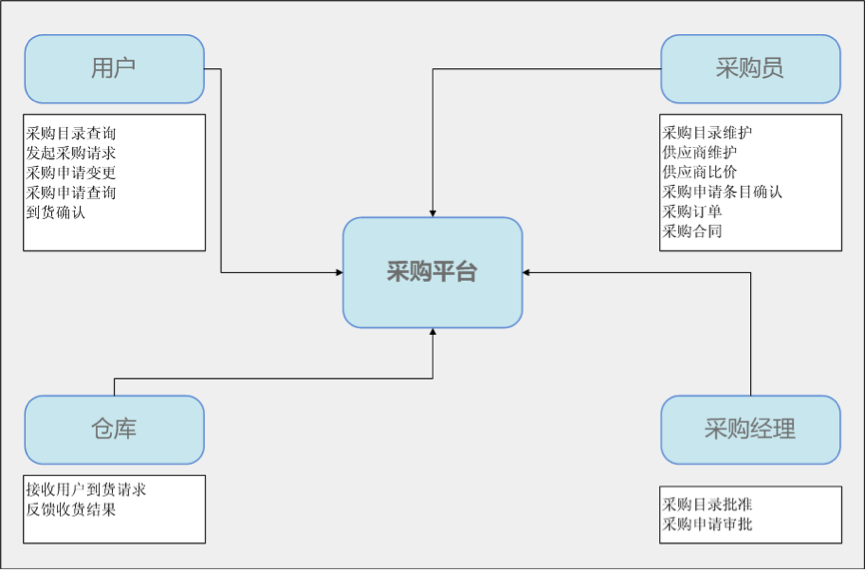 用户
采购目录查询
发起采购请求
采购申请变更
采购申请查询
到货确认
采购员
采购目录维护
供应商维护
供应商比价
采购申请条目确认
采购订单
采购合同
采购平台
仓库
接收用户到货请求
反馈收货结果
采购经理
采购目录批准
采购申请审批